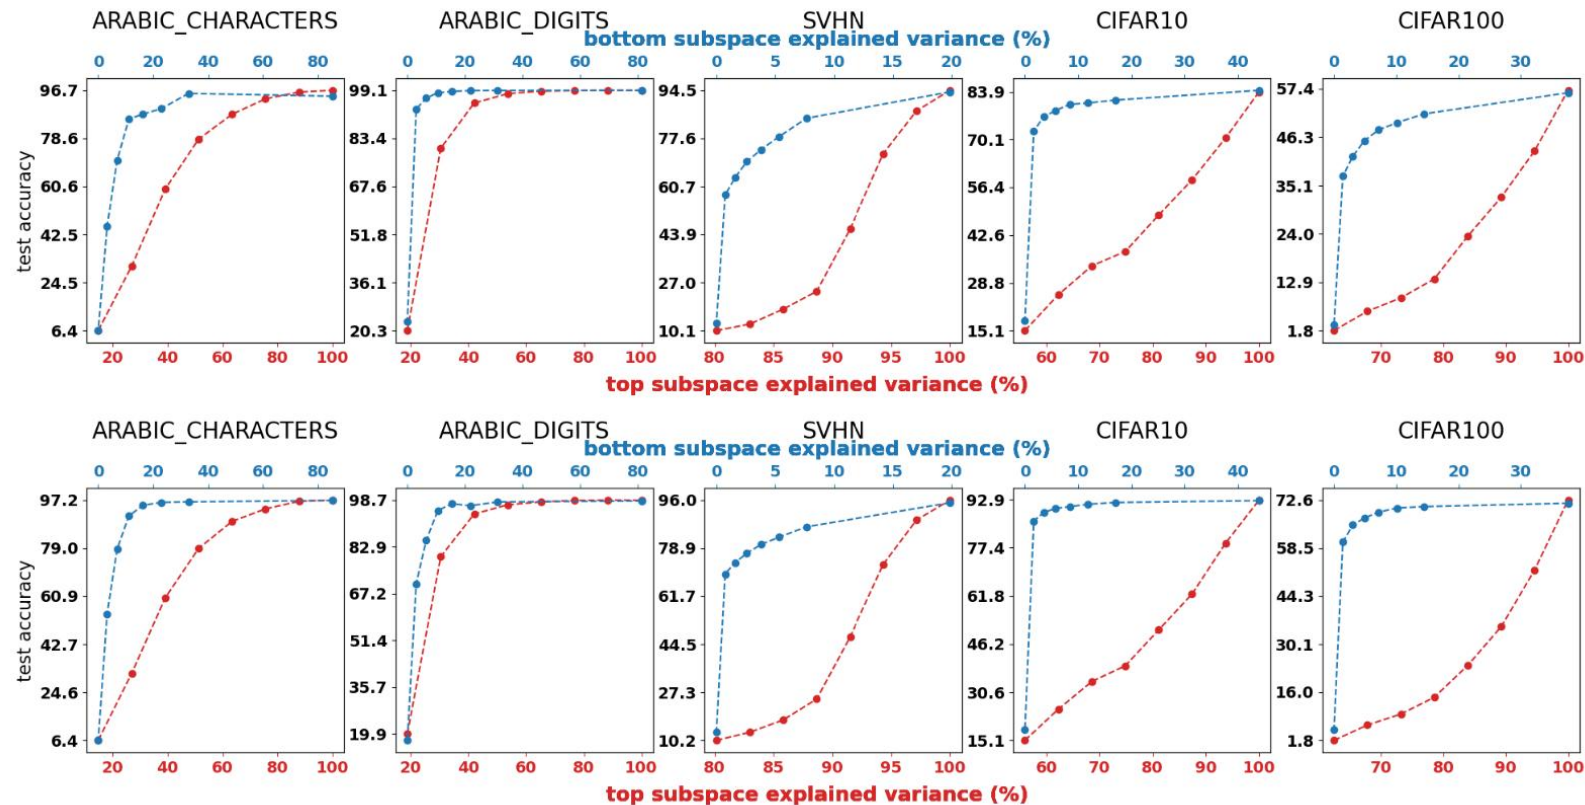 ARABIC_CHARACTERS ARABIC_DIGITS SVHN CIFAR10 CIFAR100
bottom subspace explained variance (%)
0 20 40 60 80 0 20 40 60 80 0 5 10 15 20 0 10 20 30 40 0 10 20 30
96.7 99.1 94.5 83.9 57.4
78.6 83.4 77.6 70.1 46.3
60.6 67.6 60.7 56.4 35.1
42.5 51.8 43.9 42.6 24.0
24.5 36.1 27.0 28.8 12.9
6.4 20.3 10.1 15.1 1.8
test accuracy
20 40 60 80 100 20 40 60 80 100 80 85 90 95 100 60 70 80 90 100 70 80 90 100
top subspace explained variance (%)
ARABIC_CHARACTERS ARABIC_DIGITS SVHN CIFAR10 CIFAR100
bottom subspace explained variance (%)
0 20 40 60 80 0 20 40 60 80 0 5 10 15 20 0 10 20 30 40 0 10 20 30
97.2 98.7 96.0 92.9 72.6
79.0 82.9 78.9 77.4 58.5
60.9 67.2 61.7 61.8 44.3
42.7 51.4 44.5 46.2 30.1
24.6 35.7 27.3 30.6 16.0
6.4 19.9 10.2 15.1 1.8
test accuracy
20 40 60 80 100 20 40 60 80 100 80 85 90 95 100 60 70 80 90 100 70 80 90 100
top subspace explained variance (%)